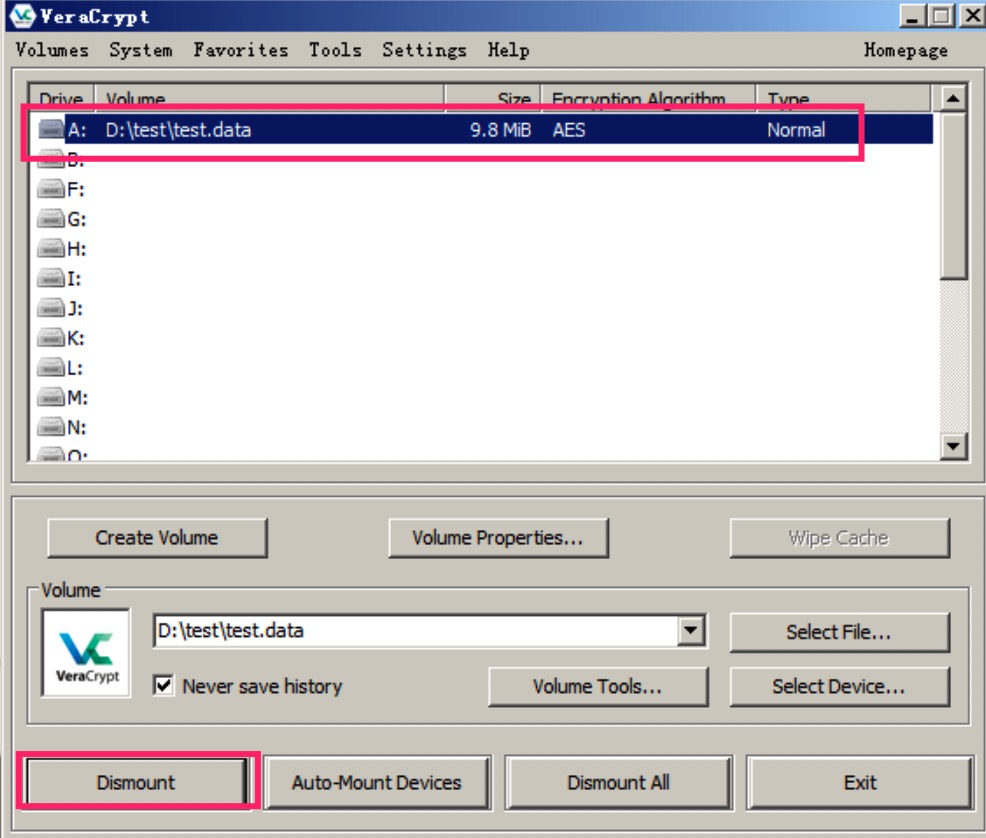 VeraCrypt
Volumes System Favorites Tools Settings Help Homepage
Drive Volume Size Encryption Algorithm Type
A: D:\test\test.data 9.8 MiB AES Normal
B:
F:
G:
H:
I:
J:
K:
L:
M:
N:
O:
Create Volume Volume Properties... Wipe Cache
Volume
D:\test\test.data Select File...
VeraCrypt
Never save history Volume Tools... Select Device...
Dismount Auto-Mount Devices Dismount All Exit